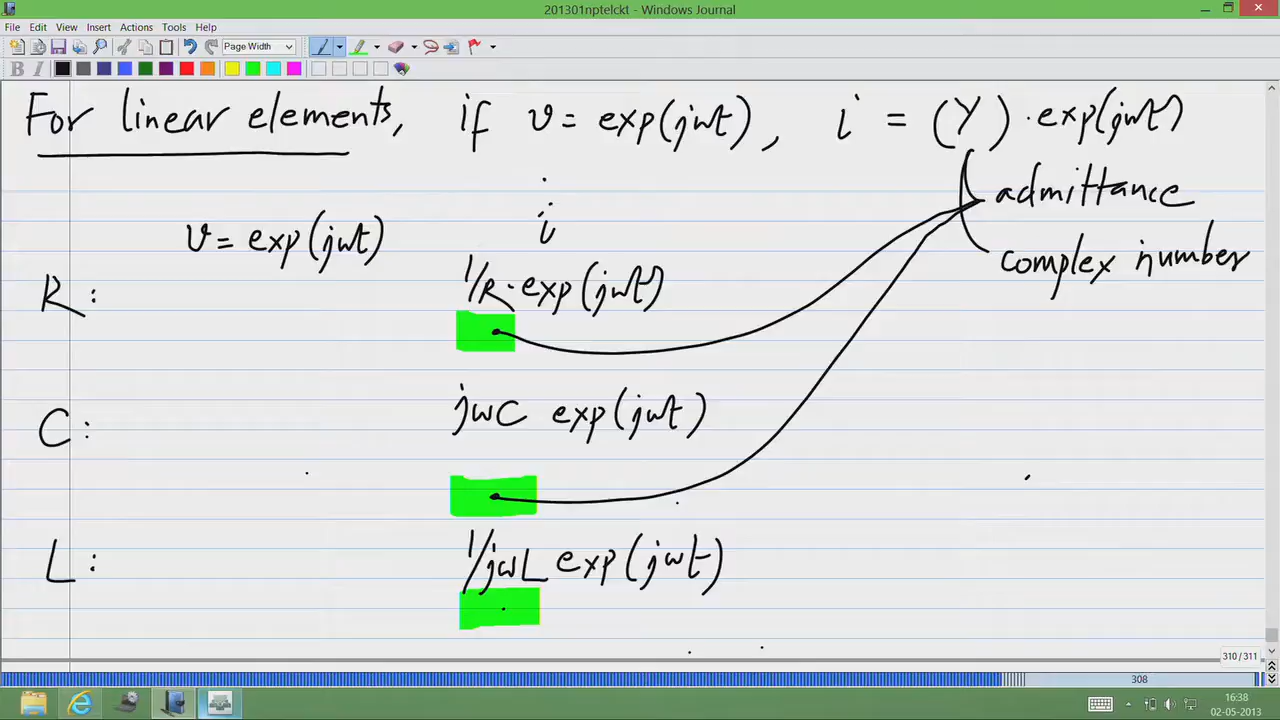 201301nptelckt - Windows Journal
File Edit View Insert Actions Tools Help
Page Width
B I
For linear elements, if v = exp(jωt), i = (Y) · exp(jωt)
admittance
v = exp(jωt) i
complex number
R: 1/R · exp(jωt)
C: jωC exp(jωt)
L: 1/jωL exp(jωt)
310 / 311
308
16:38
02-05-2013